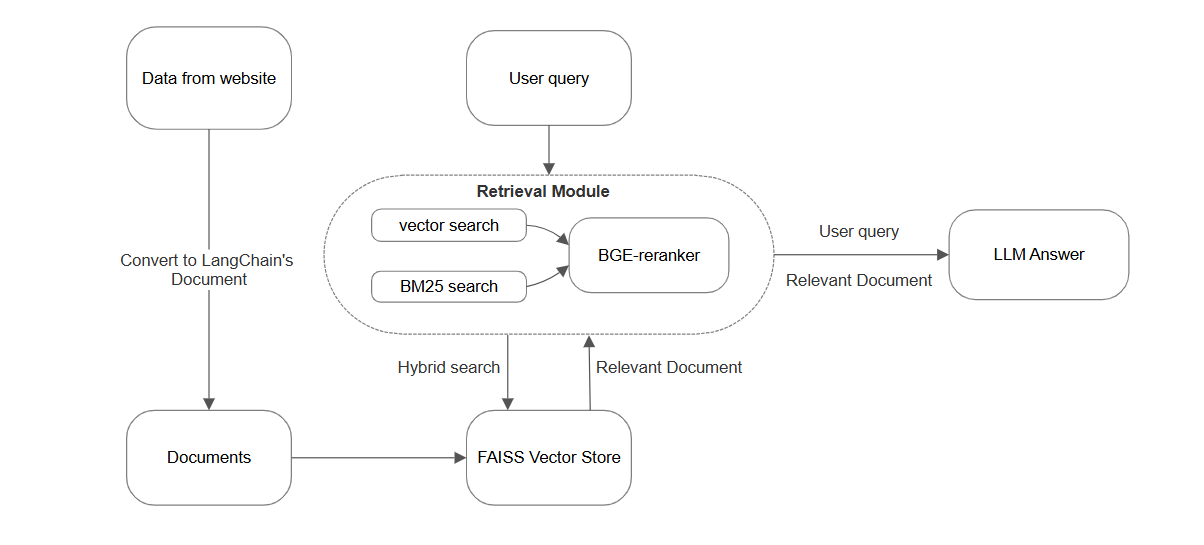 Data from website
User query
Retrieval Module
vector search
BGE-reranker
BM25 search
User query
Relevant Document
LLM Answer
Convert to LangChain's
Document
Hybrid search
Relevant Document
Documents
FAISS Vector Store